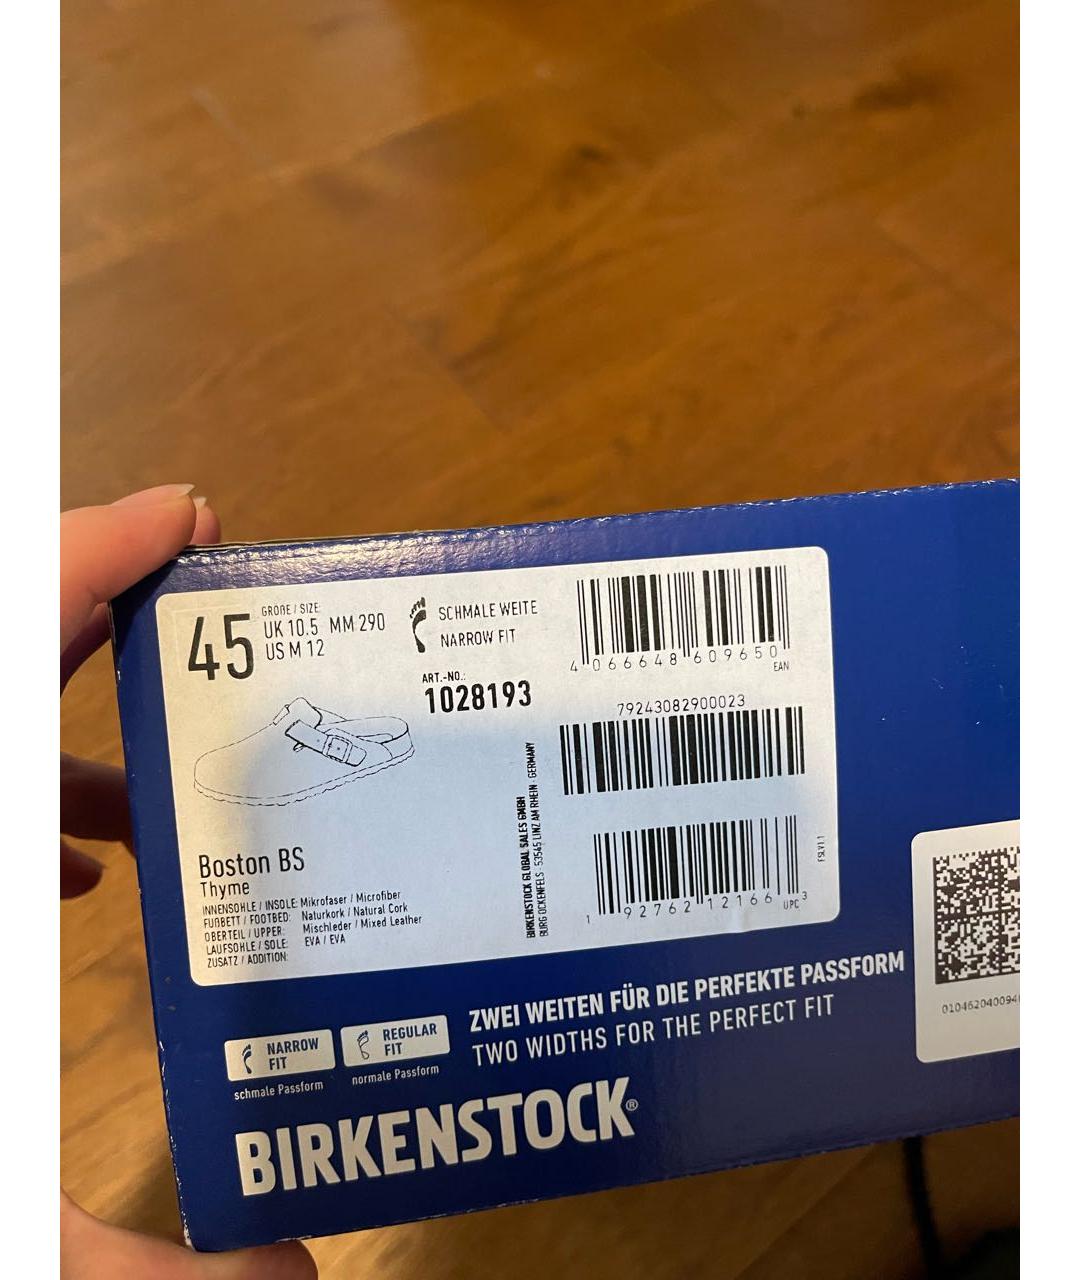 45
GRÖßE / SIZE:
UK 10.5 MM 290
US M 12
SCHMALE WEITE
NARROW FIT
ART.-NO.:
1028193
4 066648 609650
EAN
79243082900023
1 92762 12166 3
UPC
FSLV1.1
BIRKENSTOCK GLOBAL SALES GMBH
BURG OCKENFELS · 53545 LINZ AM RHEIN · GERMANY
Boston BS
Thyme
INNENSOHLE / INSOLE: Mikrofaser / Microfiber
FUßBETT / FOOTBED: Naturkork / Natural Cork
OBERTEIL / UPPER: Mischleder / Mixed Leather
LAUFSOHLE / SOLE: EVA / EVA
ZUSATZ / ADDITION:
NARROW
FIT
schmale Passform
REGULAR
FIT
normale Passform
ZWEI WEITEN FÜR DIE PERFEKTE PASSFORM
TWO WIDTHS FOR THE PERFECT FIT
BIRKENSTOCK®